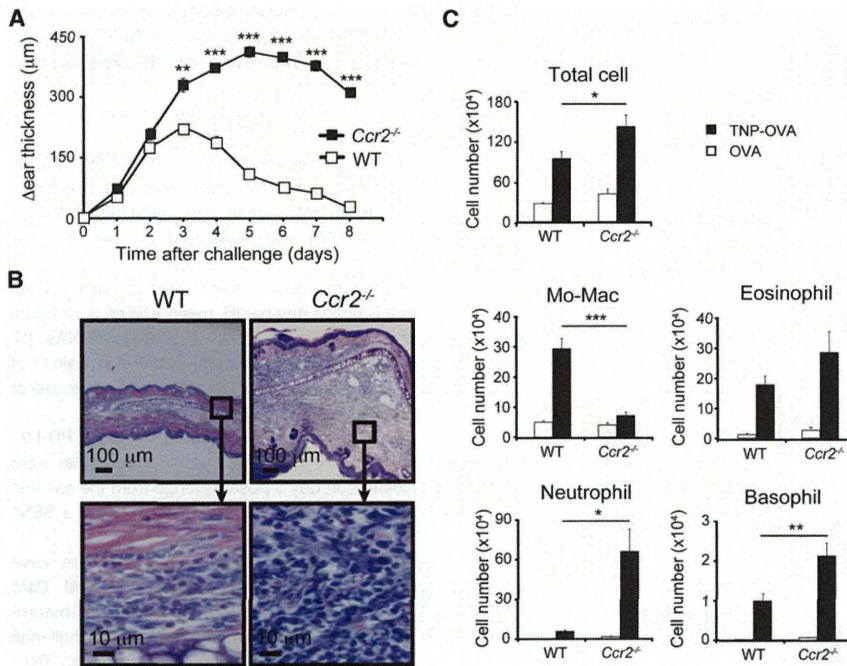 A
450
300
150
0
Δear thickness (μm)
**
***
***
***
***
***
Ccr2-/-
WT
0 1 2 3 4 5 6 7 8
Time after challenge (days)
B
WT
Ccr2-/-
100 μm
100 μm
10 μm
10 μm
C
Total cell
180
120
60
0
Cell number (x10⁴)
*
WT
Ccr2-/-
TNP-OVA
OVA
Mo-Mac
40
30
20
10
0
Cell number (x10⁴)
***
WT
Ccr2-/-
Eosinophil
40
30
20
10
0
Cell number (x10⁴)
WT
Ccr2-/-
Neutrophil
90
60
30
0
Cell number (x10⁴)
*
WT
Ccr2-/-
Basophil
3
2
1
0
Cell number (x10⁴)
**
WT
Ccr2-/-